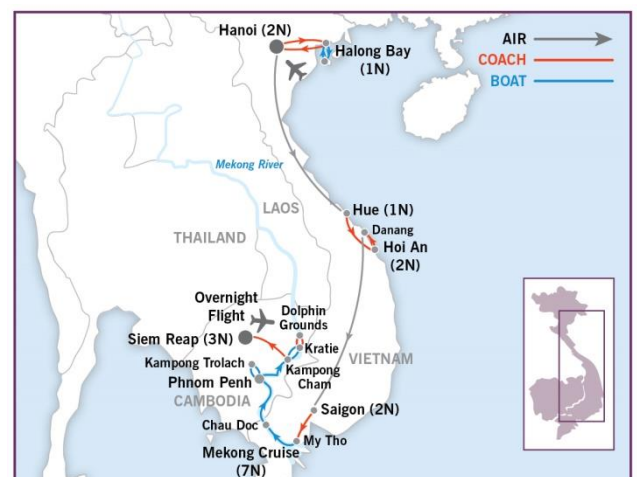 Hanoi (2N)
Halong Bay
(1N)
AIR
COACH
BOAT
Mekong River
LAOS
THAILAND
Hue (1N)
Danang
Hoi An
(2N)
Overnight
Flight
Dolphin
Grounds
Siem Reap (3N)
Kratie
Kampong Trolach
Kampong
Cham
VIETNAM
Phnom Penh
CAMBODIA
Saigon (2N)
Chau Doc
My Tho
Mekong Cruise
(7N)